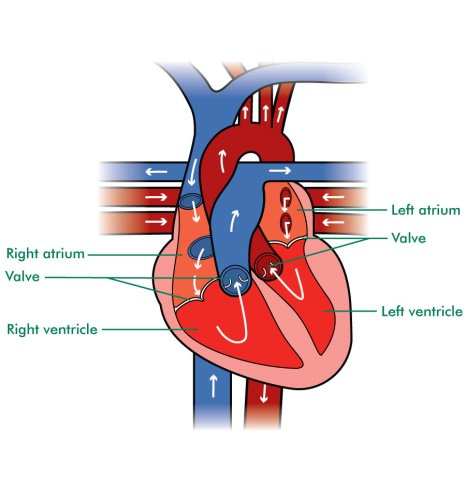 Left atrium
Valve
Right atrium
Valve
Left ventricle
Right ventricle